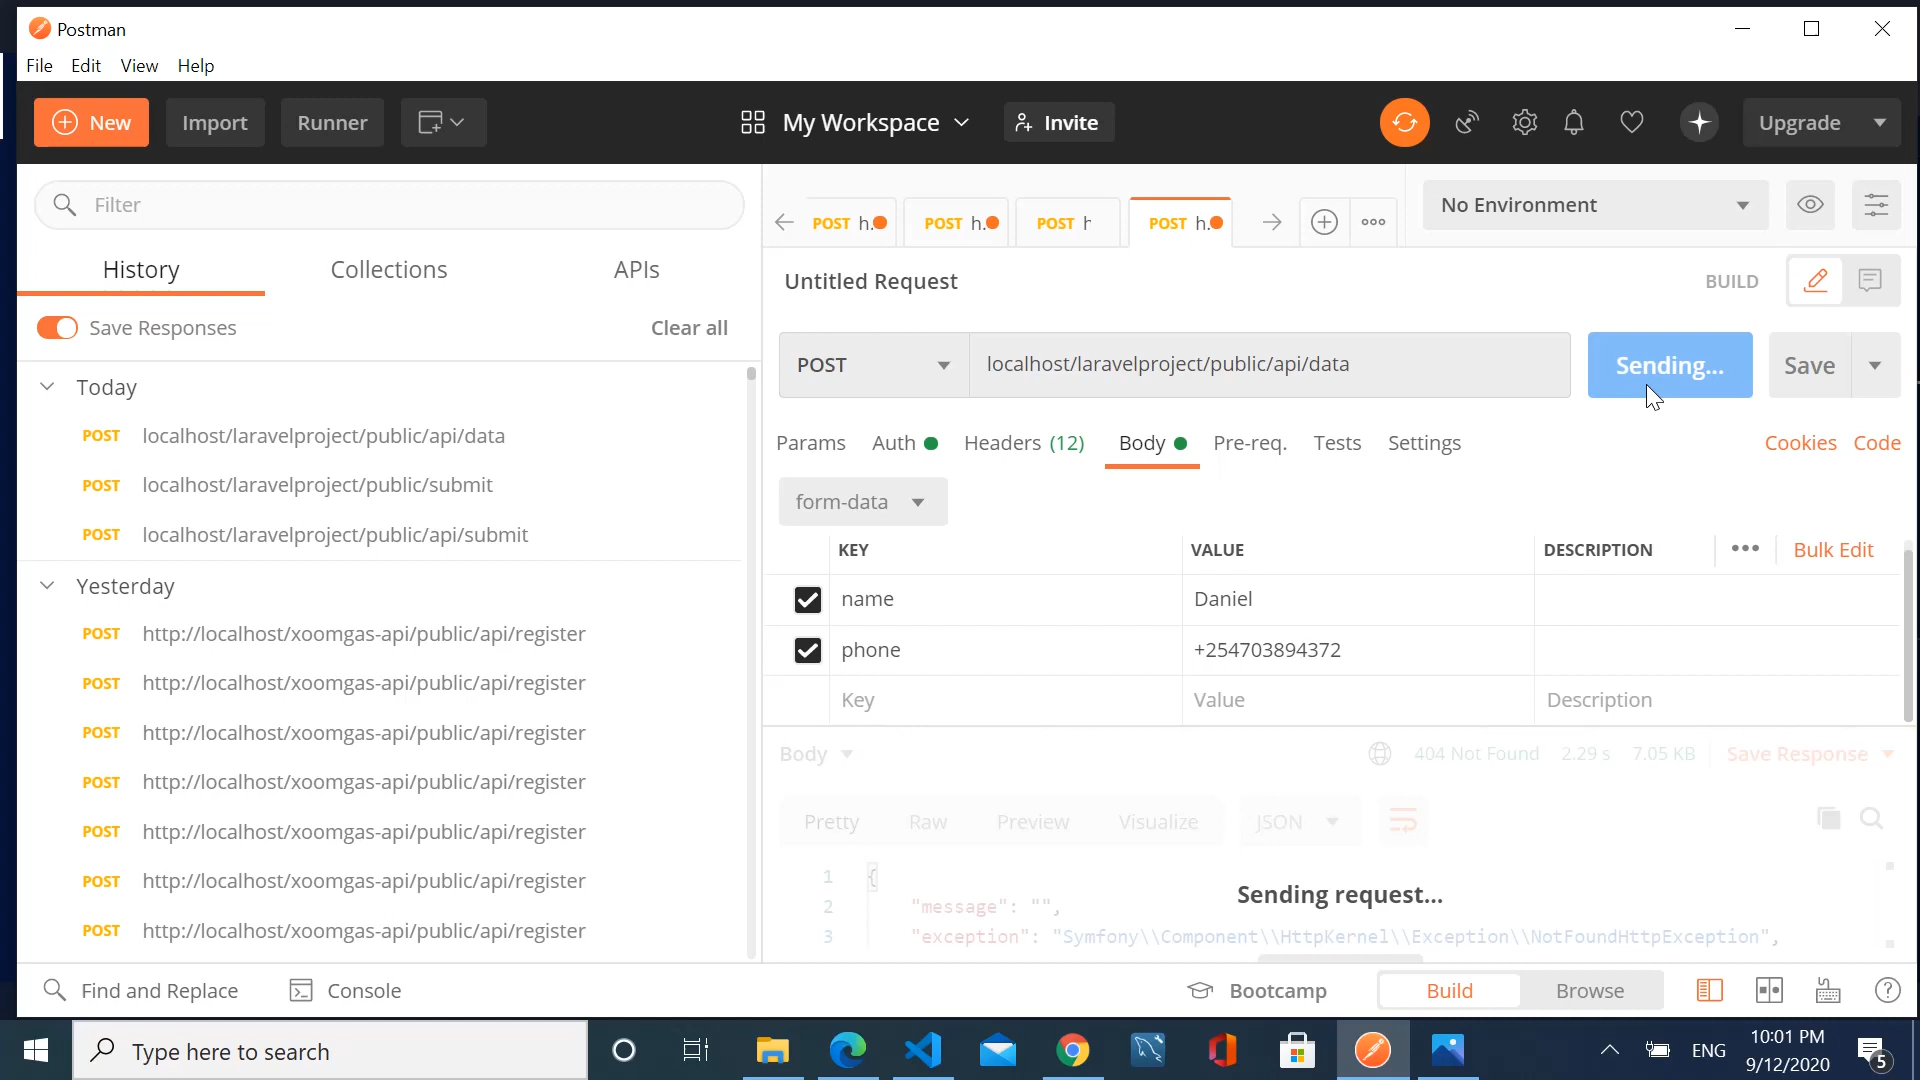 Postman
File Edit View Help
New Import Runner My Workspace Invite Upgrade
Filter
History Collections APIs
Save Responses Clear all
Today
POST localhost/laravelproject/public/api/data
POST localhost/laravelproject/public/submit
POST localhost/laravelproject/public/api/submit
Yesterday
POST http://localhost/xoomgas-api/public/api/register
POST http://localhost/xoomgas-api/public/api/register
POST http://localhost/xoomgas-api/public/api/register
POST http://localhost/xoomgas-api/public/api/register
POST http://localhost/xoomgas-api/public/api/register
POST http://localhost/xoomgas-api/public/api/register
POST http://localhost/xoomgas-api/public/api/register
POST h. POST h. POST h POST h. No Environment
Untitled Request BUILD
POST localhost/laravelproject/public/api/data Sending... Save
Params Auth Headers (12) Body Pre-req. Tests Settings Cookies Code
form-data
KEY VALUE DESCRIPTION Bulk Edit
name Daniel
phone +254703894372
Key Value Description
Body 404 Not Found 2.29 s 7.05 KB Save Response
Pretty Raw Preview Visualize JSON
1 {
Sending request...
2 "message": "",
3 "exception": "Symfony\\Component\\HttpKernel\\Exception\\NotFoundHttpException",
Find and Replace Console Bootcamp Build Browse
Type here to search ENG 10:01 PM
9/12/2020 5